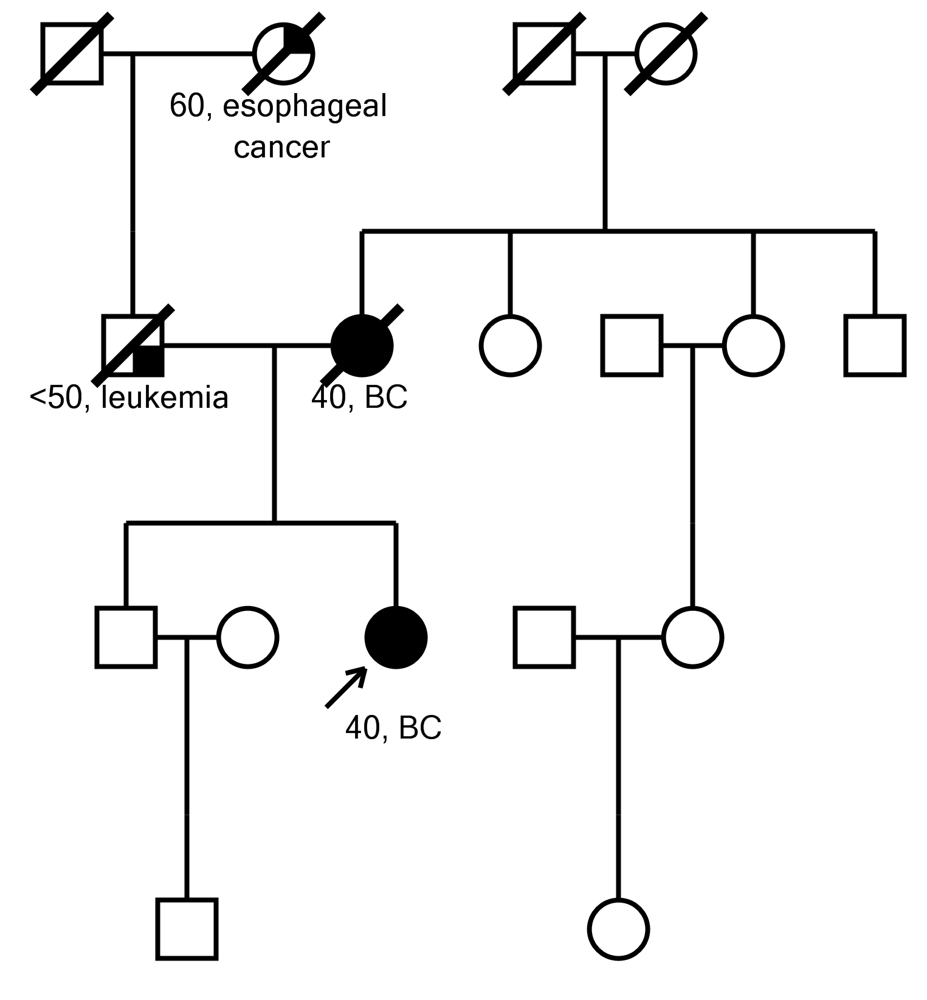 60, esophageal
cancer
<50, leukemia
40, BC
40, BC